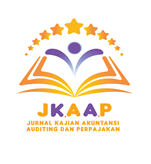 JKAAP
JURNAL KAJIAN AKUNTANSI
AUDITING DAN PERPAJAKAN